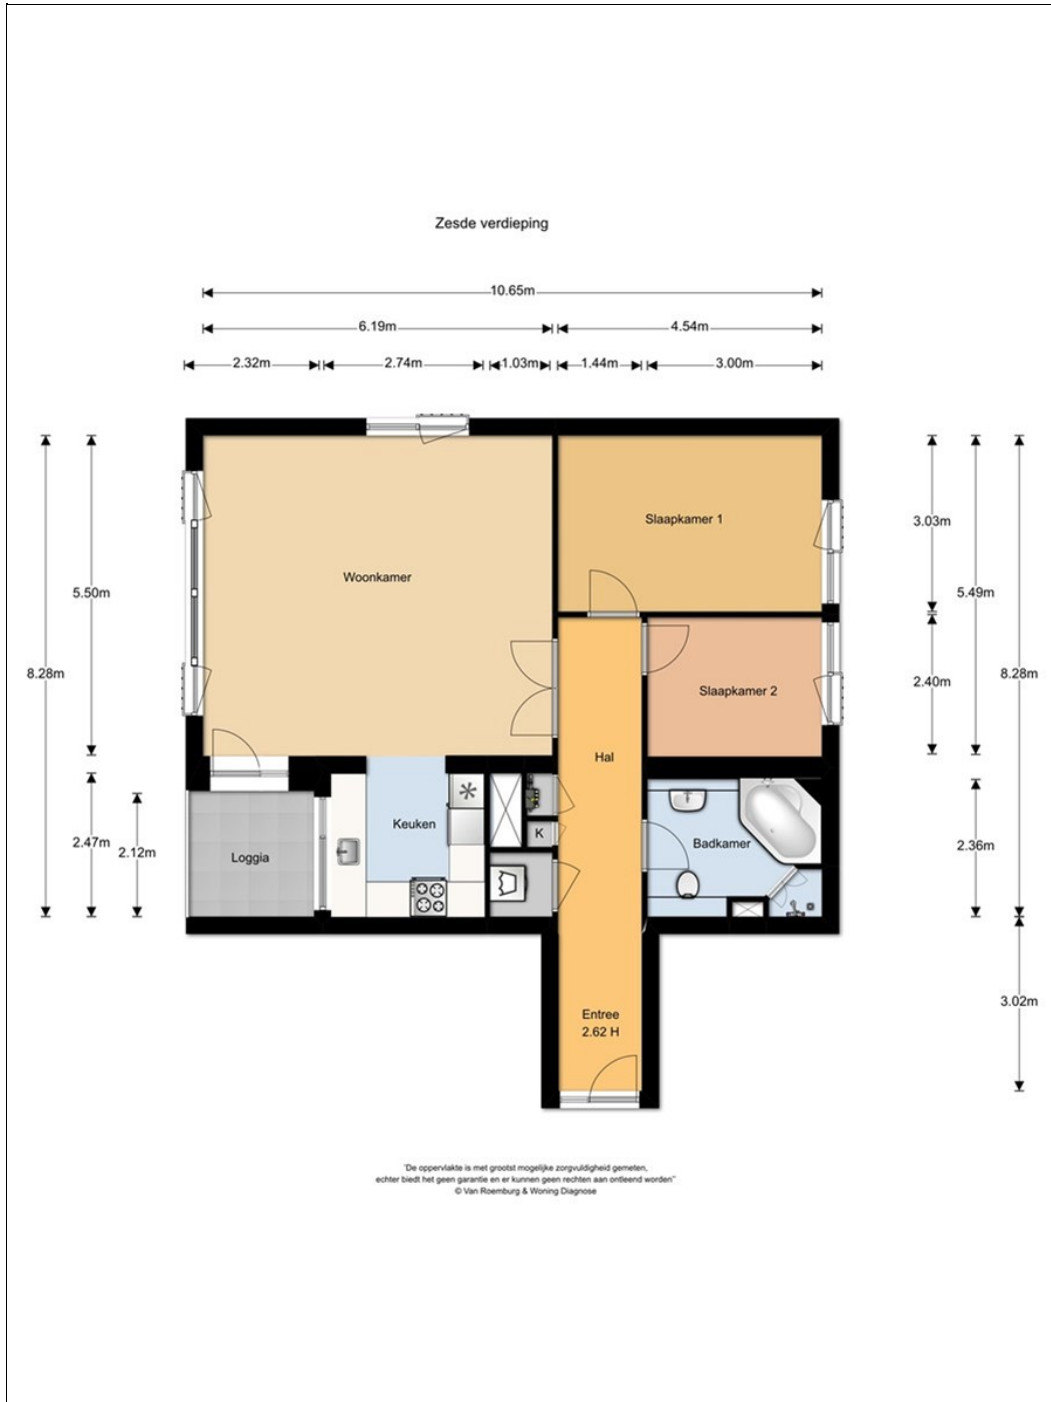 Zesde verdieping
10.65m
6.19m 4.54m
2.32m 2.74m 1.03m 1.44m 3.00m
Slaapkamer 1
3.03m
Woonkamer
5.50m
5.49m
8.28m
8.28m
2.40m
Slaapkamer 2
Hal
Keuken
K
2.47m
2.12m
Loggia
Badkamer
2.36m
3.02m
Entree
2.62 H
"De oppervlakte is met grootst mogelijke zorgvuldigheid gemeten,
echter biedt het geen garantie en er kunnen geen rechten aan ontleend worden"
© Van Roemburg & Woning Diagnose